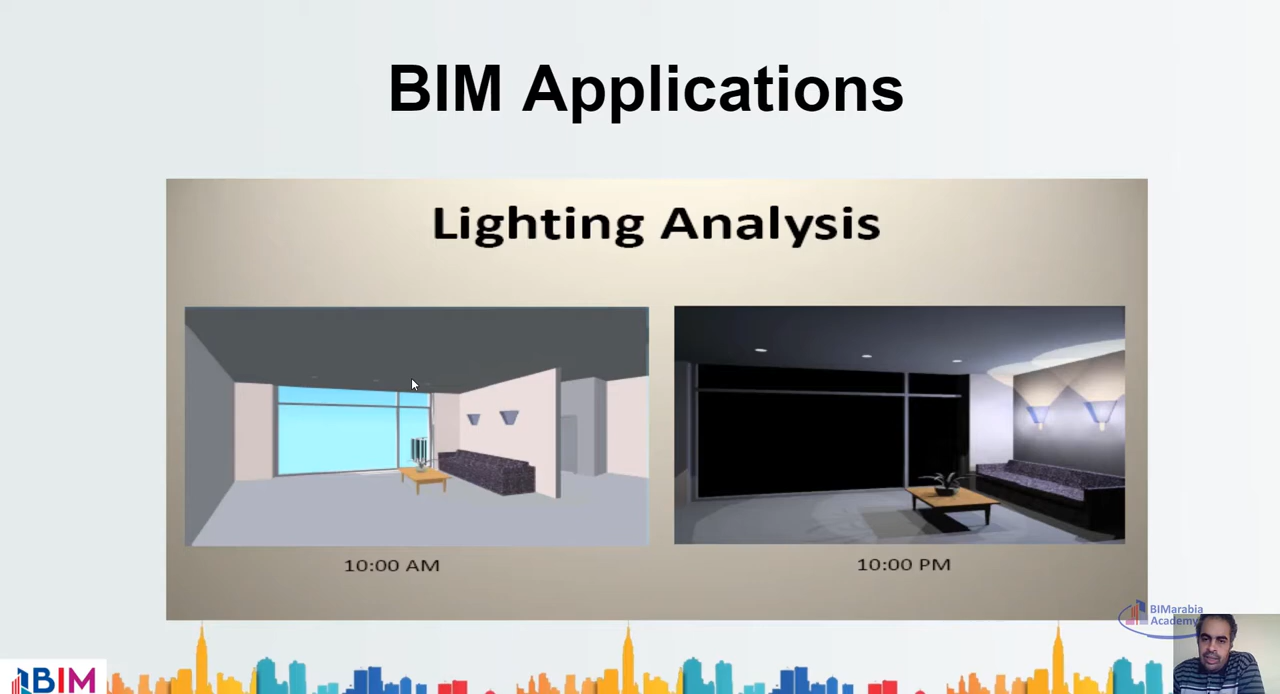 BIM Applications
Lighting Analysis
10:00 AM
10:00 PM
BIMarabia
Academy
BIM